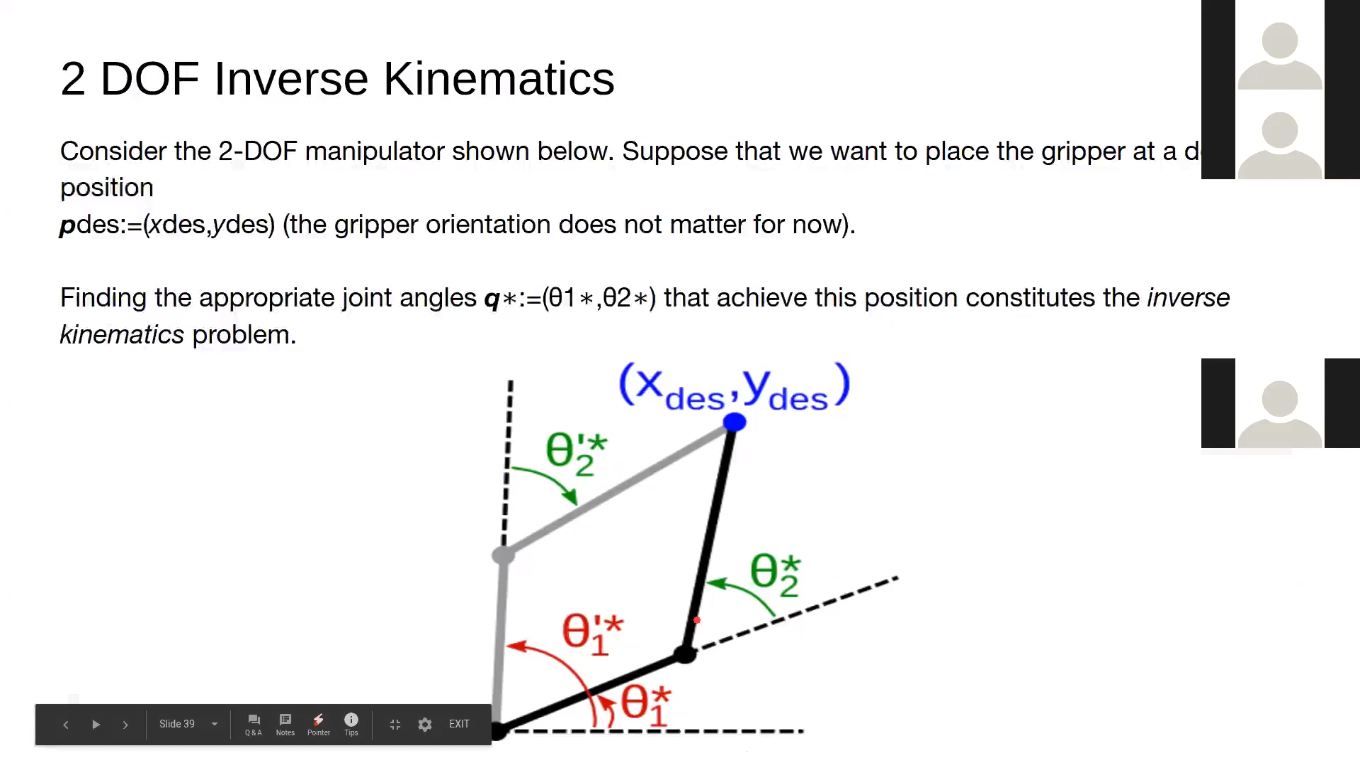 2 DOF Inverse Kinematics
Consider the 2-DOF manipulator shown below. Suppose that we want to place the gripper at a
position
pdes:=(xdes,ydes) (the gripper orientation does not matter for now).
Finding the appropriate joint angles q∗:=(θ1∗,θ2∗) that achieve this position constitutes the inverse
kinematics problem.
(xdes,ydes)
θ2'*
θ2*
θ1'*
θ1*
Slide 39
Q & A Notes Pointer Tips
EXIT